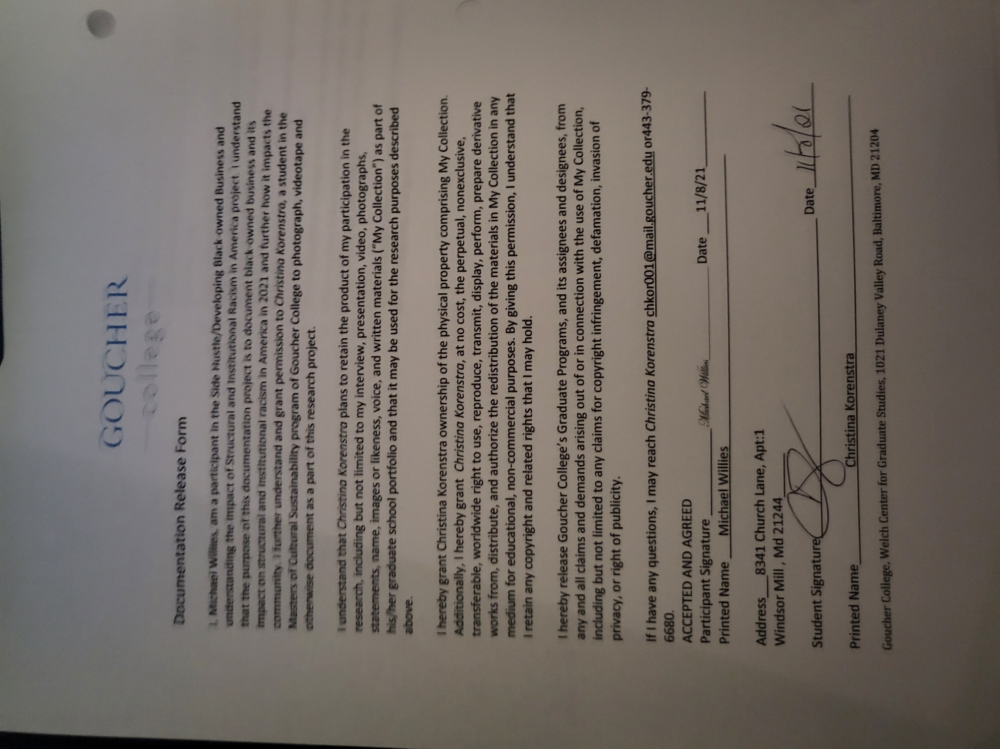 GOUCHER
college
Documentation Release Form
I, Michael Willies, am a participant in the Side Hustle/Developing Black-owned Business and
understanding the impact of Structural and Institutional Racism in America project. I understand
that the purpose of this documentation project is to document black-owned business and its
impact on structural and institutional racism in America in 2021 and further how it impacts the
community. I further understand and grant permission to Christina Korenstra, a student in the
Masters of Cultural Sustainability program of Goucher College to photograph, videotape and
otherwise document as a part of this research project.
I understand that Christina Korenstra plans to retain the product of my participation in the
research, including but not limited to my interview, presentation, video, photographs,
statements, name, images or likeness, voice, and written materials ("My Collection") as part of
his/her graduate school portfolio and that it may be used for the research purposes described
above.
I hereby grant Christina Korenstra ownership of the physical property comprising My Collection.
Additionally, I hereby grant Christina Korenstra, at no cost, the perpetual, nonexclusive,
transferable, worldwide right to use, reproduce, transmit, display, perform, prepare derivative
works from, distribute, and authorize the redistribution of the materials in My Collection in any
medium for educational, non-commercial purposes. By giving this permission, I understand that
I retain any copyright and related rights that I may hold.
I hereby release Goucher College's Graduate Programs, and its assignees and designees, from
any and all claims and demands arising out of or in connection with the use of My Collection,
including but not limited to any claims for copyright infringement, defamation, invasion of
privacy, or right of publicity.
If I have any questions, I may reach Christina Korenstra chkor001@mail.goucher.edu or443-379-
6680.
ACCEPTED AND AGREED
Participant Signature Michael Willies Date 11/8/21
Printed Name Michael Willies
Address 8341 Church Lane, Apt:1
Windsor Mill , Md 21244
Student Signature Date
Printed Name Christina Korenstra
Goucher College, Welch Center for Graduate Studies, 1021 Dulaney Valley Road, Baltimore, MD 21204